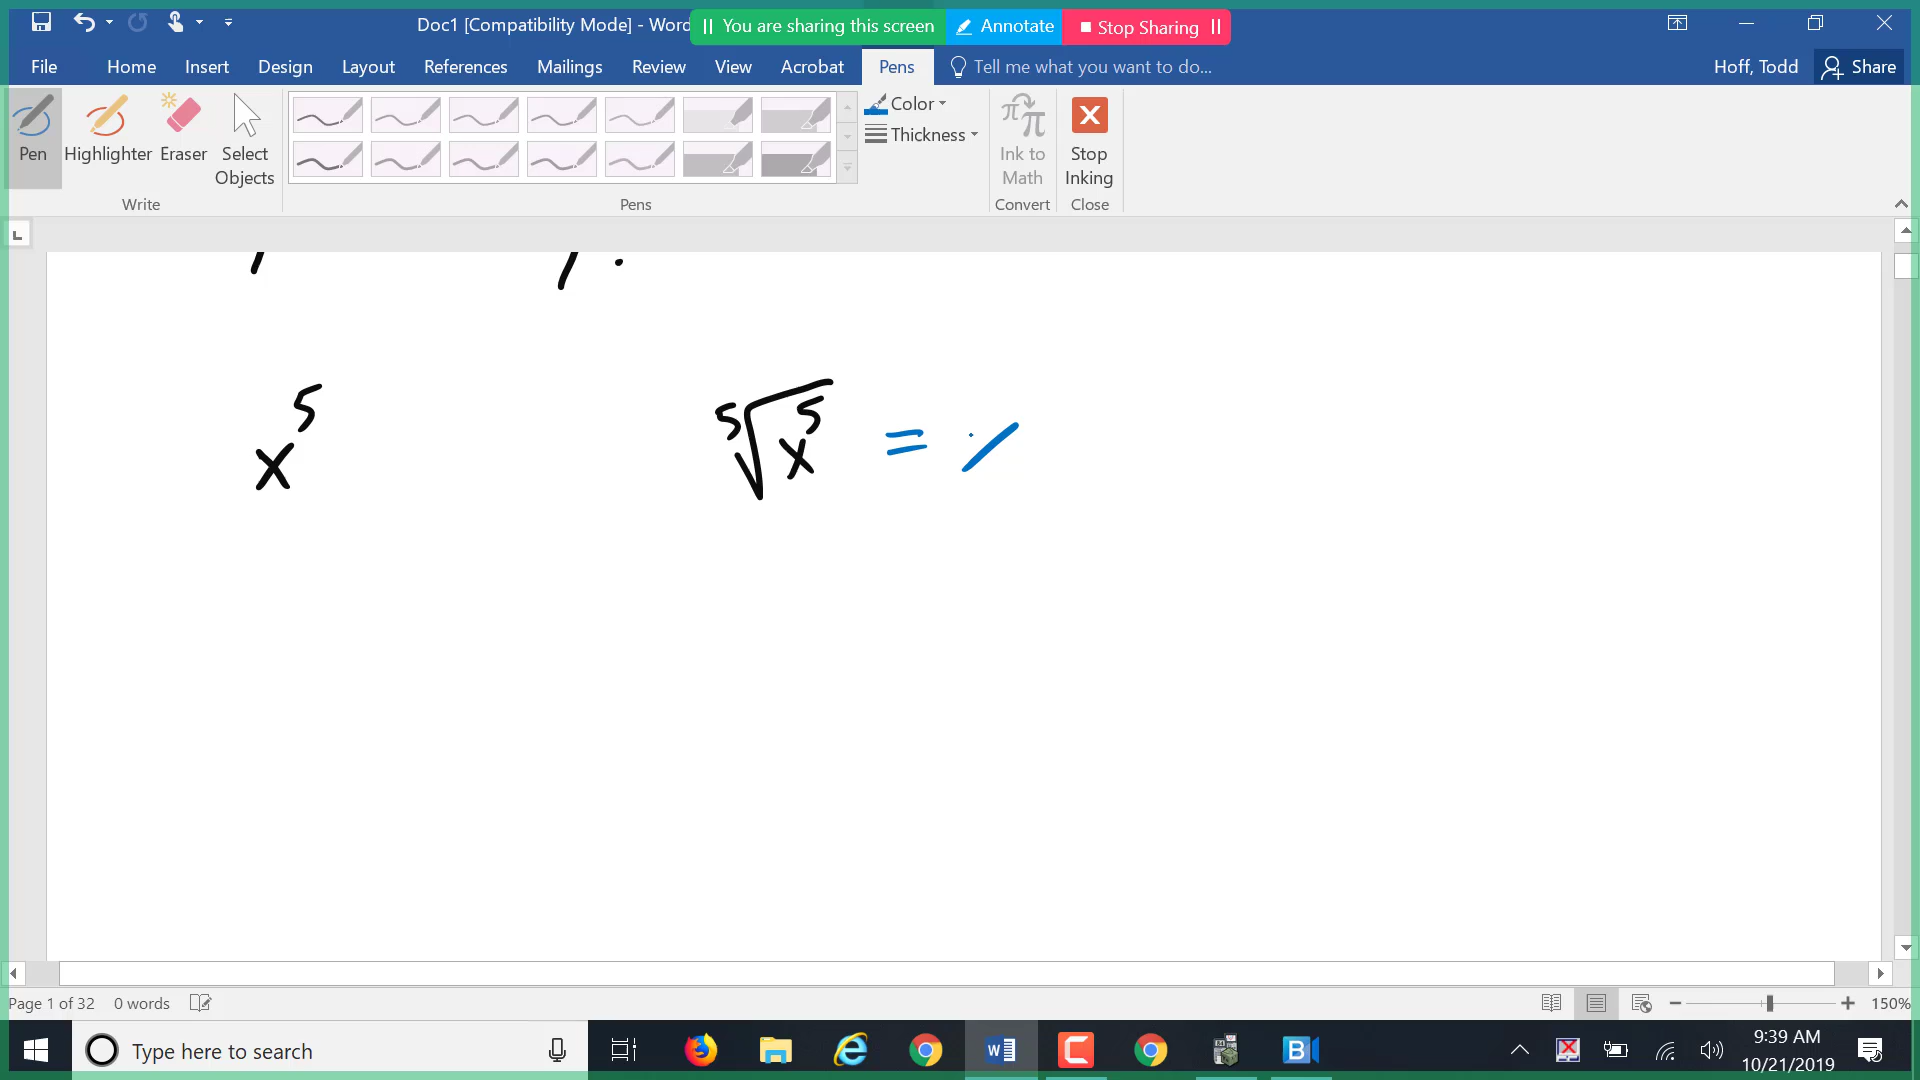 Doc1 [Compatibility Mode] - Word
You are sharing this screen Annotate Stop Sharing
File Home Insert Design Layout References Mailings Review View Acrobat Pens Tell me what you want to do... Hoff, Todd Share
Pen Highlighter Eraser Select Objects
Color
Thickness
Ink to Math
Stop Inking
Write Pens Convert Close
x⁵ ⁵√x⁵ =
Page 1 of 32 0 words 150%
Type here to search
9:39 AM
10/21/2019